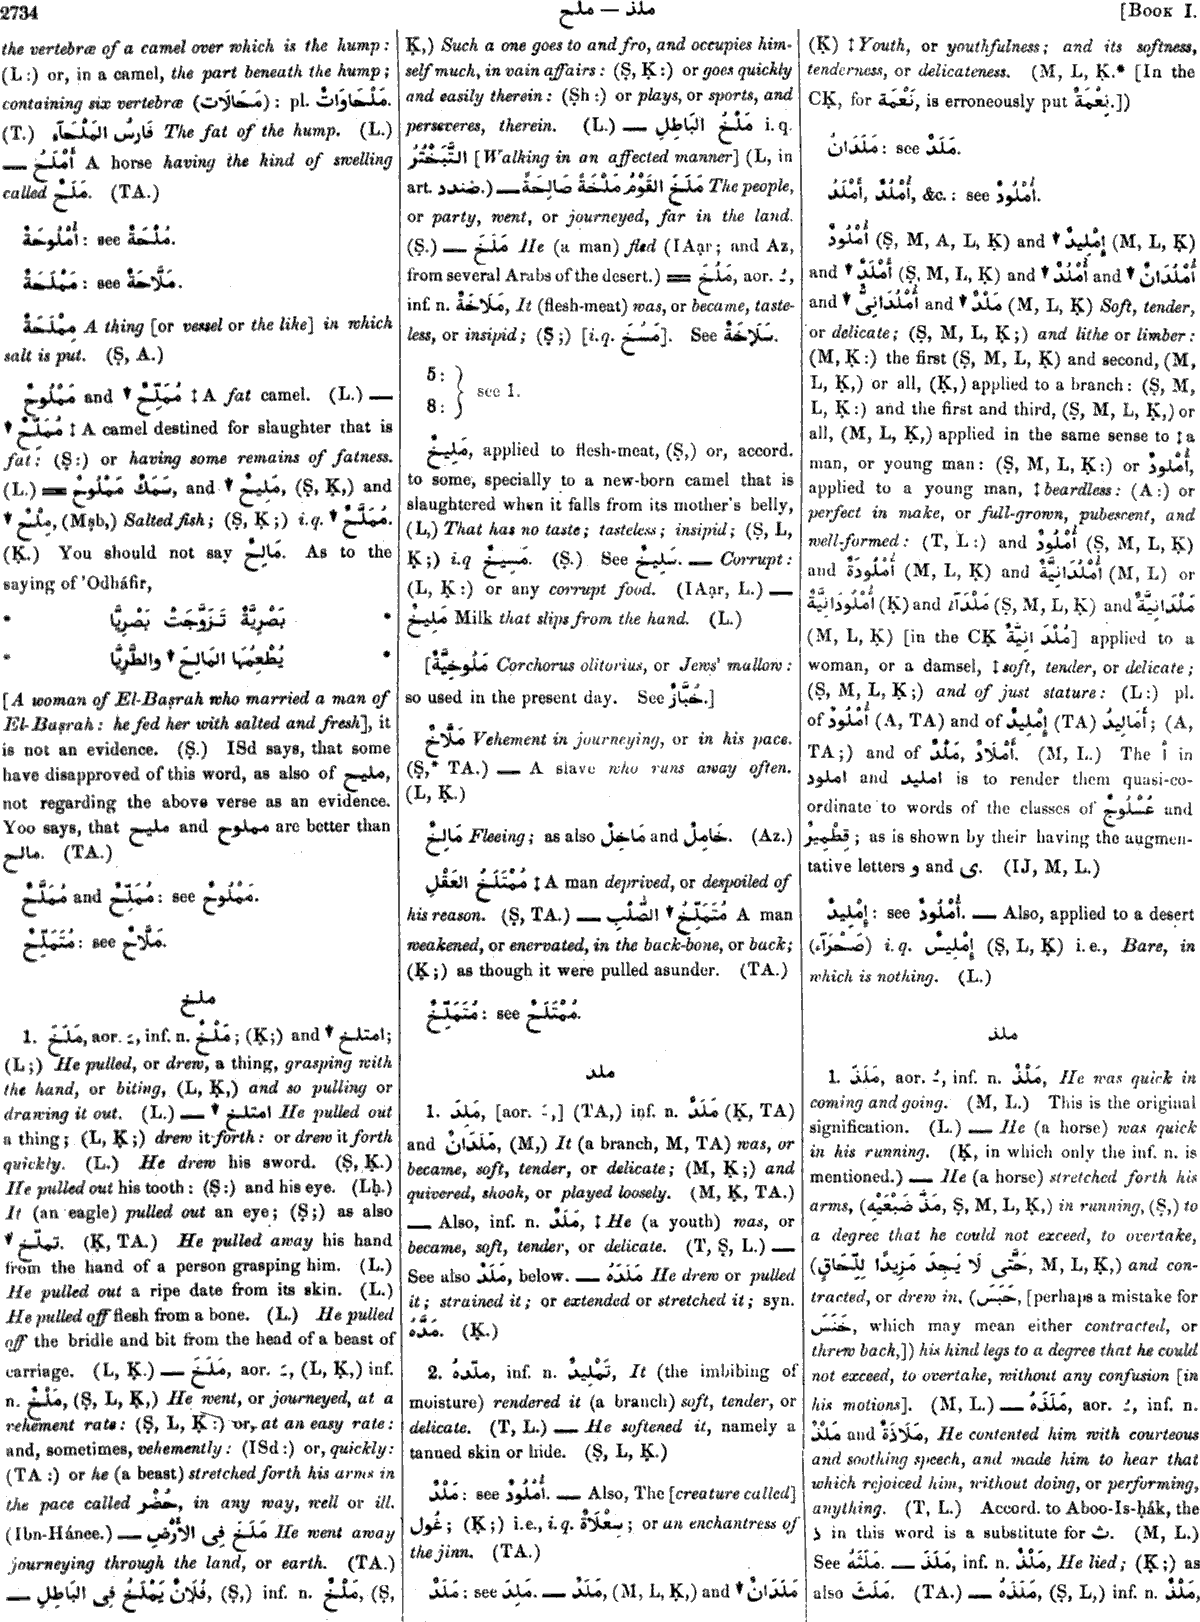 2734
ملح — ملذ
[BOOK I.
the vertebræ of a camel over which is the hump:
(L:) or, in a camel, the part beneath the hump;
containing six vertebræ (مَحَالَات): pl. مَلْحَاوَاتٌ.
(T.) فَارِسُ المَلْحَآءِ The fat of the hump. (L.)
— أَمْلَحُ A horse having the kind of swelling
called مَلَحٌ. (TA.)
أُمْلُوحَةٌ: see مُلْحَةٌ.
مَمْلَحَةٌ: see مَلَّاحَةٌ.
مِمْلَحَةٌ A thing [or vessel or the like] in which
salt is put. (Ṣ, A.)
مَمْلُوحٌ and ▼ مُمَلِّحٌ ‡ A fat camel. (L.) —
▼ مُمَلَّحٌ ‡ A camel destined for slaughter that is
fat: (Ṣ:) or having some remains of fatness.
(L.) ＝ سَمَكٌ مَمْلُوحٌ, and ▼ مَلِيحٌ, (Ṣ, Ḳ,) and
▼ مِلْحٌ, (Mṣb,) Salted fish; (Ṣ, Ḳ;) i.q. ▼ مُمَلَّحٌ.
(Ḳ.) You should not say مَالِحٌ. As to the
saying of 'Odháfir,
* بَصْرِيَّةٌ تَزَوَّجَتْ بَصْرِيَّا *
* يُطْعِمُهَا المَالِحَ ▼ والطَّرِيَّا *
[A woman of El-Baṣrah who married a man of
El-Baṣrah: he fed her with salted and fresh], it
is not an evidence. (Ṣ.) ISd says, that some
have disapproved of this word, as also of مليح,
not regarding the above verse as an evidence.
Yoo says, that مليح and مملوح are better than
مالح. (TA.)
مُمَلَّحٌ and مُمَلِّحٌ: see مَمْلُوحٌ.
مُتَمَلِّحٌ: see مَلَّاحٌ.
ملخ
1. مَلَخَ, aor. ـَ, inf. n. مَلْخٌ; (Ḳ;) and ▼ امتلخ;
(L;) He pulled, or drew, a thing, grasping with
the hand, or biting, (L, Ḳ,) and so pulling or
drawing it out. (L.) — ▼ امتلخ He pulled out
a thing; (L, Ḳ;) drew it forth: or drew it forth
quickly. (L.) He drew his sword. (Ṣ, Ḳ.)
He pulled out his tooth: (Ṣ:) and his eye. (Lḥ.)
It (an eagle) pulled out an eye; (Ṣ;) as also
▼ تملّخ. (Ḳ, TA.) He pulled away his hand
from the hand of a person grasping him. (L.)
He pulled out a ripe date from its skin. (L.)
He pulled off flesh from a bone. (L.) He pulled
off the bridle and bit from the head of a beast of
carriage. (L, Ḳ.) — مَلَخَ, aor. ـَ, (L, Ḳ,) inf.
n. مَلْخٌ, (Ṣ, L, Ḳ,) He went, or journeyed, at a
vehement rate: (Ṣ, L, Ḳ:) or, at an easy rate:
and, sometimes, vehemently: (ISd:) or, quickly:
(TA:) or he (a beast) stretched forth his arms in
the pace called حُضْر, in any way, well or ill.
(Ibn-Hánee.) — مَلَخَ فِى الأَرْضِ He went away
journeying through the land, or earth. (TA.)
— فُلَانٌ يَمْلَخُ فِى البَاطِلِ, (Ṣ,) inf. n. مَلْخٌ, (Ṣ,
Ḳ,) Such a one goes to and fro, and occupies him-
self much, in vain affairs: (Ṣ, Ḳ:) or goes quickly
and easily therein: (Sh:) or plays, or sports, and
perseveres, therein. (L.) — مَلْخُ البَاطِلِ i. q.
التَّبَخْتُرُ [Walking in an affected manner] (L, in
art. ضدد.) — مَلَخَ القَوْمُ مَلْخَةً صَالِحَةً The people,
or party, went, or journeyed, far in the land.
(Ṣ.) — مَلَخَ He (a man) fled (IAạr; and Az,
from several Arabs of the desert.) ＝ مَلُخَ, aor. ـُ,
inf. n. مَلَاخَةٌ, It (flesh-meat) was, or became, taste-
less, or insipid; (Ṣ;) [i.q. مَسُخَ]. See سَلَاخَةٌ.
5: } see 1.
8: }
مَلِيخٌ, applied to flesh-meat, (Ṣ,) or, accord.
to some, specially to a new-born camel that is
slaughtered when it falls from its mother's belly,
(L,) That has no taste; tasteless; insipid; (Ṣ, L,
Ḳ;) i.q مَسِيخٌ. (Ṣ.) See سَلِيخٌ. — Corrupt:
(L, Ḳ:) or any corrupt food. (IAạr, L.) —
مَلِيخٌ Milk that slips from the hand. (L.)
[مَلُوخِيَّةٌ Corchorus olitorius, or Jews' mallow:
so used in the present day. See خُبَّازٌ.]
مَلَّاخٌ Vehement in journeying, or in his pace.
(Ṣ,* TA.) — A slave who runs away often.
(L, Ḳ.)
مَالِخٌ Fleeing; as also مَاخِلٌ and خَامِلٌ. (Az.)
مُمْتَلَخُ العَقْلِ ‡ A man deprived, or despoiled of
his reason. (Ṣ, TA.) — مُتَمَلِّخُ ▼ الصُّلْبِ A man
weakened, or enervated, in the back-bone, or back;
(Ḳ;) as though it were pulled asunder. (TA.)
مُتَمَلِّخٌ: see مُمْتَلَخٌ.
ملد
1. مَلِدَ, [aor. ـَ,] (TA,) inf. n. مَلَدٌ (Ḳ, TA)
and مَلَدَانٌ, (M,) It (a branch, M, TA) was, or
became, soft, tender, or delicate; (M, Ḳ;) and
quivered, shook, or played loosely. (M, Ḳ, TA.)
— Also, inf. n. مَلَدٌ, ‡ He (a youth) was, or
became, soft, tender, or delicate. (T, Ṣ, L.) —
See also مَلَدٌ, below. — مَلَدَهُ He drew or pulled
it; strained it; or extended or stretched it; syn.
مَدَّهُ. (Ḳ.)
2. ملّدهُ, inf. n. تَمْلِيدٌ, It (the imbibing of
moisture) rendered it (a branch) soft, tender, or
delicate. (T, L.) — He softened it, namely a
tanned skin or hide. (Ṣ, L, Ḳ.)
مَلْدٌ: see أُمْلُودٌ. — Also, The [creature called]
غُول; (Ḳ;) i.e., i.q. سِعْلَاةٌ; or an enchantress of
the jinn. (TA.)
مَلَدٌ: see مَلِدَ. — مَلَدٌ, (M, L, Ḳ,) and ▼ مَلَدَانٌ
(Ḳ) ‡ Youth, or youthfulness; and its softness,
tenderness, or delicateness. (M, L, Ḳ.* [In the
CḲ, for نَعْمَة, is erroneously put نِعْمَةٌ.])
مَلَدَانٌ: see مَلَدٌ.
أَمْلَدُ, أُمْلُدٌ, &c.: see أُمْلُودٌ.
أُمْلُودٌ (Ṣ, M, A, L, Ḳ) and ▼ إِمْلِيدٌ (M, L, Ḳ)
and ▼ أَمْلَدُ (Ṣ, M, L, Ḳ) and ▼ أُمْلُدٌ and ▼ أُمْلُدَانٌ
and ▼ أُمْلُدَانِىٌّ and ▼ مَلْدٌ (M, L, Ḳ) Soft, tender,
or delicate; (Ṣ, M, L, Ḳ;) and lithe or limber:
(M, Ḳ:) the first (Ṣ, M, L, Ḳ) and second, (M,
L, Ḳ,) or all, (Ḳ,) applied to a branch: (Ṣ, M,
L, Ḳ:) and the first and third, (Ṣ, M, L, Ḳ,) or
all, (M, L, Ḳ,) applied in the same sense to ‡ a
man, or young man: (Ṣ, M, L, Ḳ:) or أُمْلُودٌ,
applied to a young man, ‡ beardless: (A:) or
perfect in make, or full-grown, pubescent, and
well-formed: (T, L:) and أُمْلُودٌ (Ṣ, M, L, Ḳ)
and أُمْلُودَةٌ (M, L, Ḳ) and أُمْلُدَانِيَّةٌ (M, L) or
أُمْلُودَانِيَّةٌ (Ḳ) and مَلْدَآءُ (Ṣ, M, L, Ḳ) and مَلْدَانِيَّةٌ
(M, L, Ḳ) [in the CḲ مَلْدَ انِيَّةٌ] applied to a
woman, or a damsel, ‡ soft, tender, or delicate;
(Ṣ, M, L, Ḳ;) and of just stature: (L:) pl.
of أُمْلُودٌ (A, TA) and of إِمْلِيدٌ (TA) أَمَالِيدُ; (A,
TA;) and of مَلْدٌ, أَمْلَادٌ. (M, L.) The أ in
املود and امليد is to render them quasi-co-
ordinate to words of the classes of عُسْلُوجٌ and
قِطْمِيرٌ; as is shown by their having the augmen-
tative letters و and ى. (IJ, M, L.)
إِمْلِيدٌ: see أُمْلُودٌ. — Also, applied to a desert
(صَحْرَآء) i.q. إِمْلِيسٌ (Ṣ, L, Ḳ) i.e., Bare, in
which is nothing. (L.)
ملذ
1. مَلَذَ, aor. ـُ, inf. n. مَلْذٌ, He was quick in
coming and going. (M, L.) This is the original
signification. (L.) — He (a horse) was quick
in his running. (Ḳ, in which only the inf. n. is
mentioned.) — He (a horse) stretched forth his
arms, (مَدَّ ضَبْعَيْهِ, Ṣ, M, L, Ḳ,) in running, (Ṣ,) to
a degree that he could not exceed, to overtake,
(حَتَّى لَا يَجِدَ مَزِيدًا لِلَّحَاقِ, M, L, Ḳ,) and con-
tracted, or drew in, (حَبَسَ, [perhaps a mistake for
خَنَسَ, which may mean either contracted, or
threw back,]) his hind legs to a degree that he could
not exceed, to overtake, without any confusion [in
his motions]. (M, L.) — مَلَذَهُ, aor. ـُ, inf. n.
مَلْذٌ and مَلَاذَةٌ, He contented him with courteous
and soothing speech, and made him to hear that
which rejoiced him, without doing, or performing,
anything. (T, L.) Accord. to Aboo-Is-ḥáḳ, the
ذ in this word is a substitute for ث. (M, L.)
See مَلَثَهُ. — مَلَذَ, inf. n. مَلْذٌ, He lied; (Ḳ;) as
also مَلَثَ. (TA.) — مَلَذَهُ, (Ṣ, L,) inf. n. مَلْذٌ,